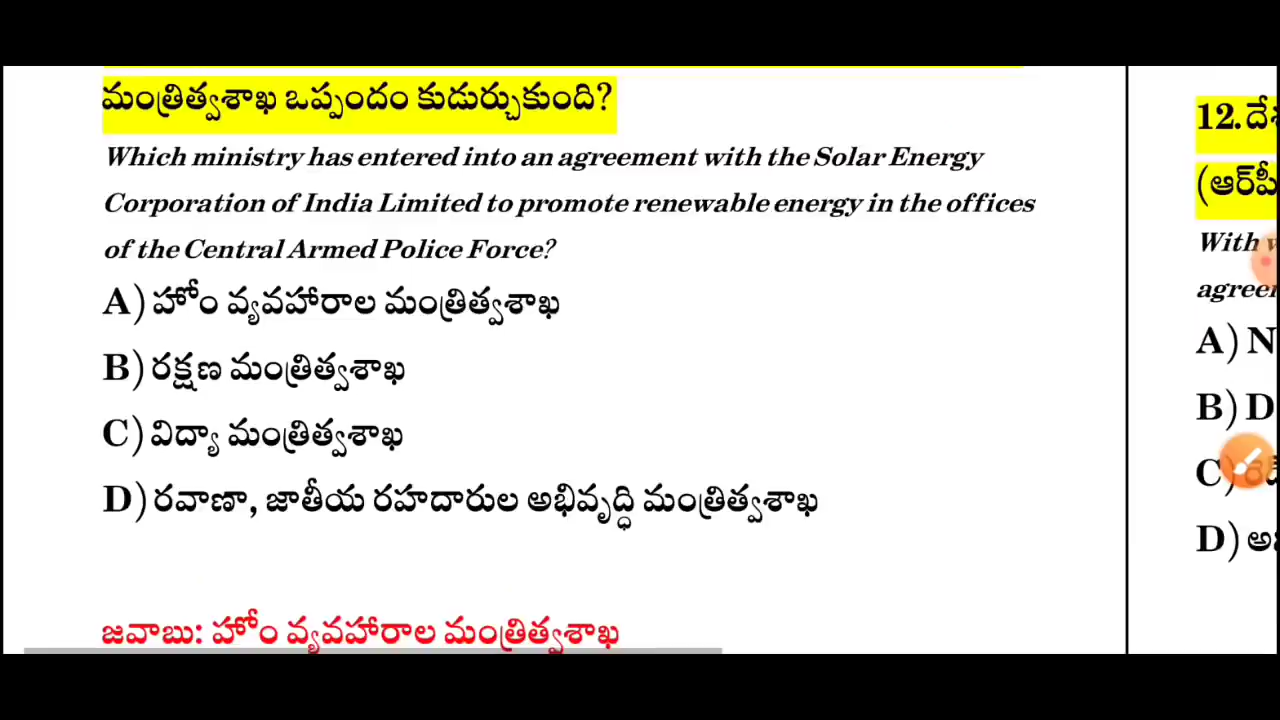 మంత్రిత్వశాఖ ఒప్పందం కుదుర్చుకుంది?
Which ministry has entered into an agreement with the Solar Energy
Corporation of India Limited to promote renewable energy in the offices
of the Central Armed Police Force?
A) హోం వ్యవహారాల మంత్రిత్వశాఖ
B) రక్షణ మంత్రిత్వశాఖ
C) విద్యా మంత్రిత్వశాఖ
D) రవాణా, జాతీయ రహదారుల అభివృద్ధి మంత్రిత్వశాఖ
జవాబు: హోం వ్యవహారాల మంత్రిత్వశాఖ
12.
With
A)
B)
C)
D)